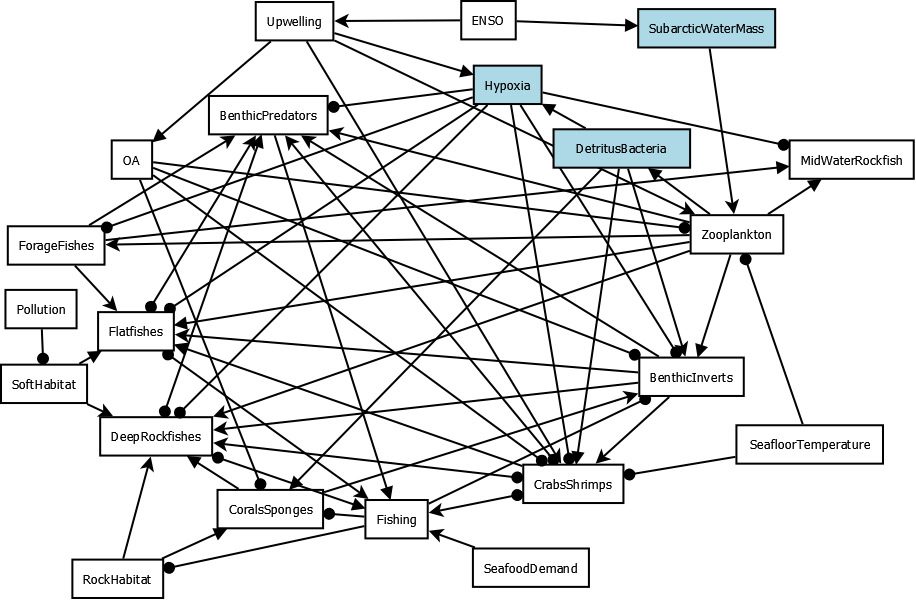 Upwelling
ENSO
SubarcticWaterMass
Hypoxia
BenthicPredators
DetritusBacteria
OA
MidWaterRockfish
ForageFishes
Zooplankton
Pollution
Flatfishes
SoftHabitat
BenthicInverts
DeepRockfishes
SeafloorTemperature
CrabsShrimps
CoralsSponges
Fishing
RockHabitat
SeafoodDemand